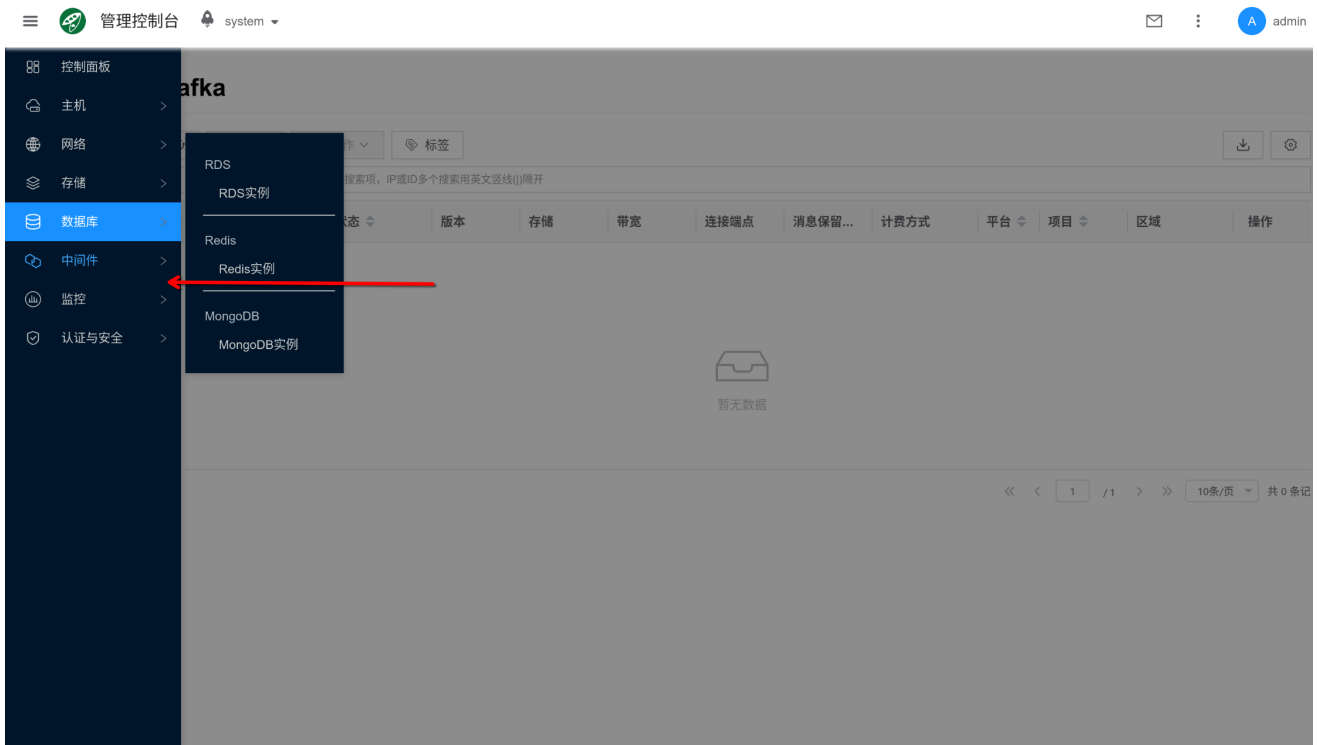 管理控制台 system admin
控制面板
主机
网络
存储
数据库
中间件
监控
认证与安全
RDS
RDS实例
Redis
Redis实例
MongoDB
MongoDB实例
afka
作 标签
搜索项，IP或ID多个搜索用英文竖线(|)隔开
状态 版本 存储 带宽 连接端点 消息保留... 计费方式 平台 项目 区域 操作
暂无数据
1 / 1 10条/页 共 0 条记